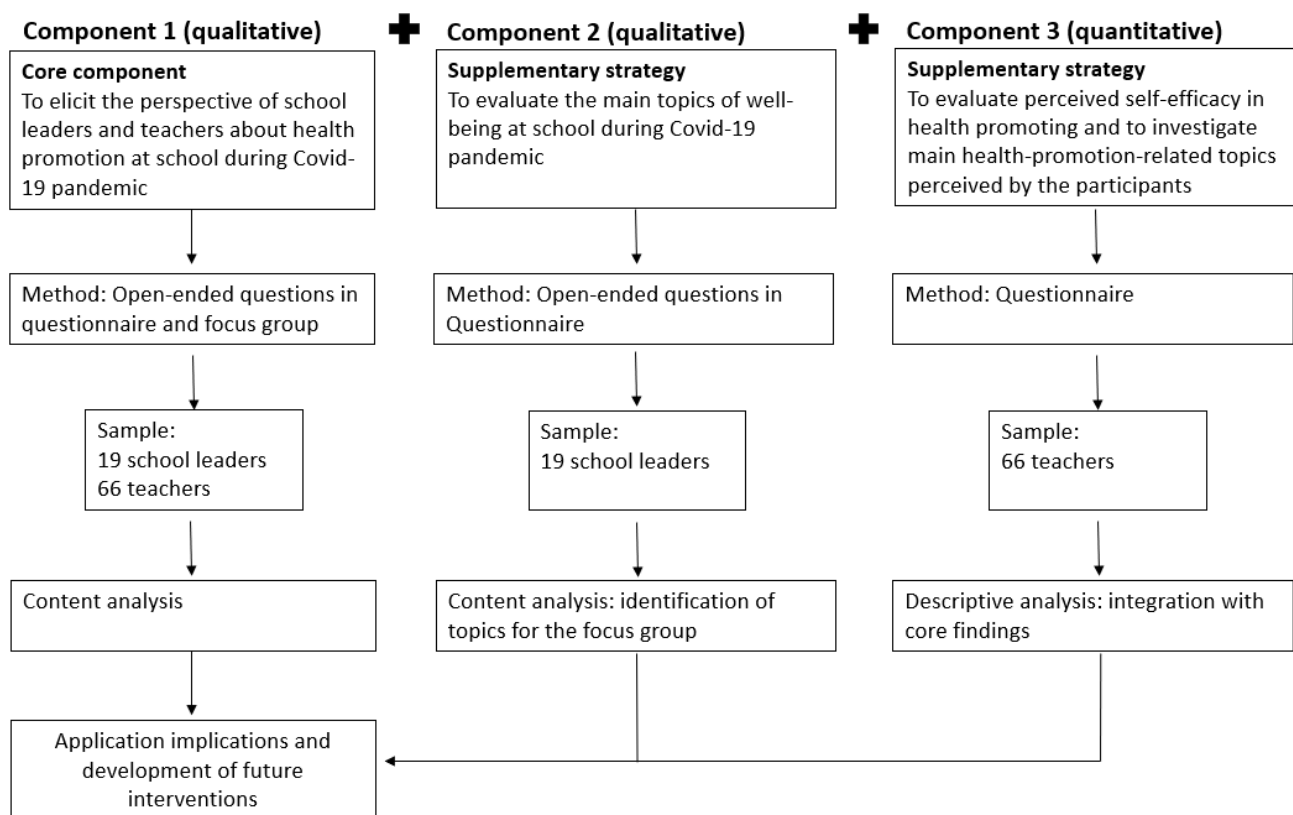 Component 1 (qualitative)
Core component
To elicit the perspective of school
leaders and teachers about health
promotion at school during Covid-
19 pandemic
Method: Open-ended questions in
questionnaire and focus group
Sample:
19 school leaders
66 teachers
Content analysis
Application implications and
development of future
interventions
Component 2 (qualitative)
Supplementary strategy
To evaluate the main topics of well-
being at school during Covid-19
pandemic
Method: Open-ended questions in
Questionnaire
Sample:
19 school leaders
Content analysis: identification of
topics for the focus group
Component 3 (quantitative)
Supplementary strategy
To evaluate perceived self-efficacy in
health promoting and to investigate
main health-promotion-related topics
perceived by the participants
Method: Questionnaire
Sample:
66 teachers
Descriptive analysis: integration with
core findings